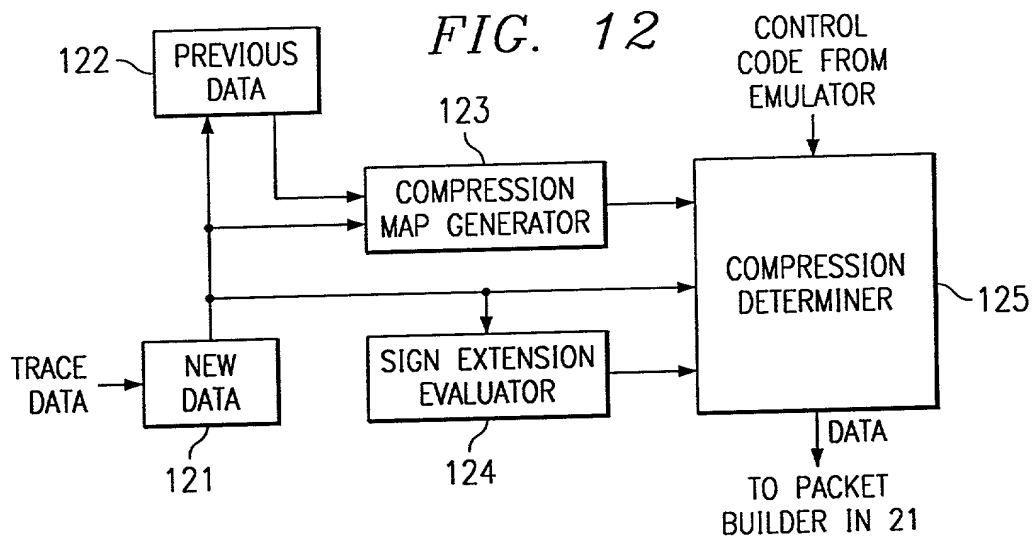 FIG. 12
122
PREVIOUS
DATA
CONTROL
CODE FROM
EMULATOR
123
COMPRESSION
MAP GENERATOR
COMPRESSION
DETERMINER
125
TRACE
DATA
NEW
DATA
121
SIGN EXTENSION
EVALUATOR
124
DATA
TO PACKET
BUILDER IN 21